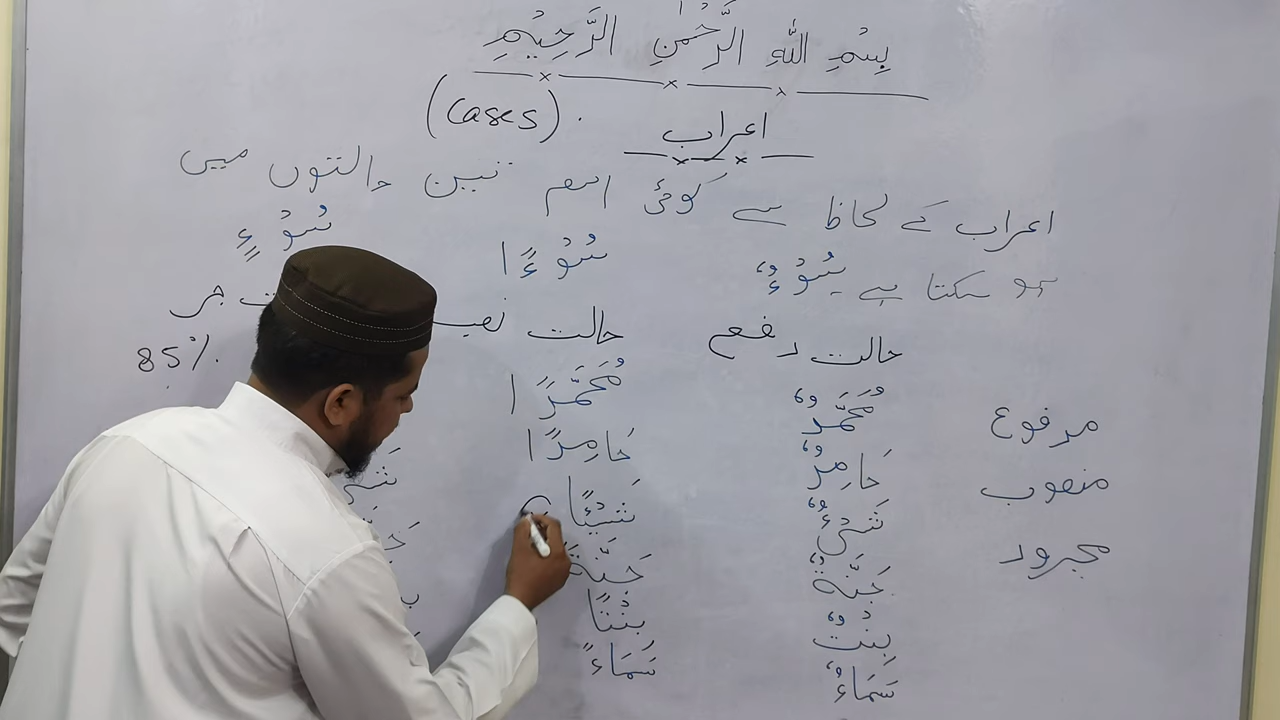 بِسْمِ اللّٰهِ الرَّحْمٰنِ الرَّحِيْمِ
اعراب (Cases).
اعراب کے لحاظ سے کوئی اسم تین حالتوں میں
ہو سکتا ہے۔ سُوْءٌ سُوْءًا سُوْءٍ
حالت رفع حالت نصب جر
85%.
مرفوع مُحَمَّدٌ مُحَمَّدًا
منصوب حَامِدٌ حَامِدًا
مجرور شَیْءٌ شَيْئًا
جَنَّةٌ جَنَّةً
بِنْتٌ بِنْتًا
سَمَاءٌ سَمَاءً